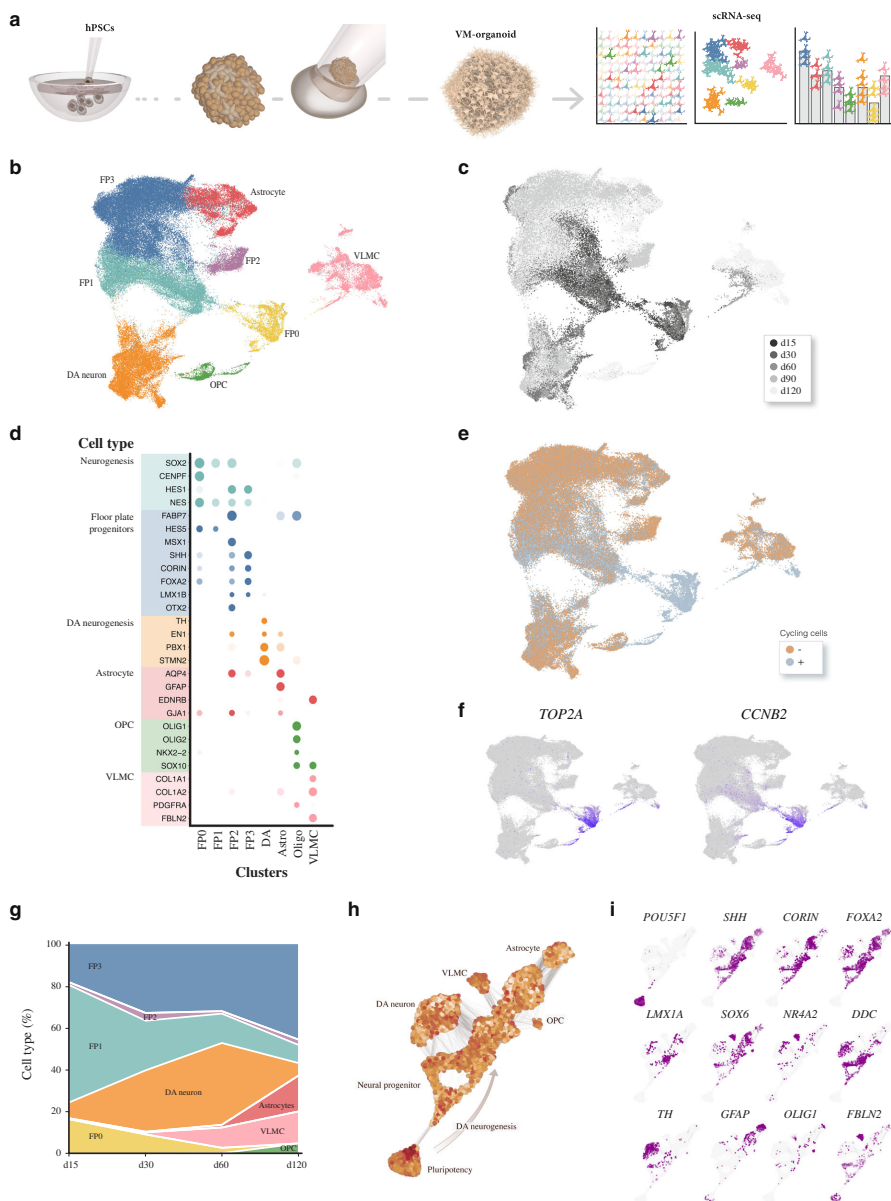 a
hPSCs
VM-organoid
scRNA-seq
b
FP3
Astrocyte
FP2
VLMC
FP1
FP0
DA neuron
OPC
c
d15
d30
d60
d90
d120
d
Cell type
Neurogenesis
SOX2
CENPF
HES1
NES
Floor plate
progenitors
FABP7
HES5
MSX1
SHH
CORIN
FOXA2
LMX1B
OTX2
DA neurogenesis
TH
EN1
PBX1
STMN2
Astrocyte
AQP4
GFAP
EDNRB
GJA1
OPC
OLIG1
OLIG2
NKX2-2
SOX10
VLMC
COL1A1
COL1A2
PDGFRA
FBLN2
FP0
FP1
FP2
FP3
DA
Astro
Oligo
VLMC
Clusters
e
Cycling cells
-
+
f
TOP2A
CCNB2
g
Cell type (%)
100
80
60
40
20
0
FP3
FP2
FP1
DA neuron
Astrocytes
VLMC
FP0
OPC
d15
d30
d60
d120
h
Astrocyte
VLMC
DA neuron
OPC
Neural progenitor
DA neurogenesis
Pluripotency
i
POU5F1
SHH
CORIN
FOXA2
LMX1A
SOX6
NR4A2
DDC
TH
GFAP
OLIG1
FBLN2